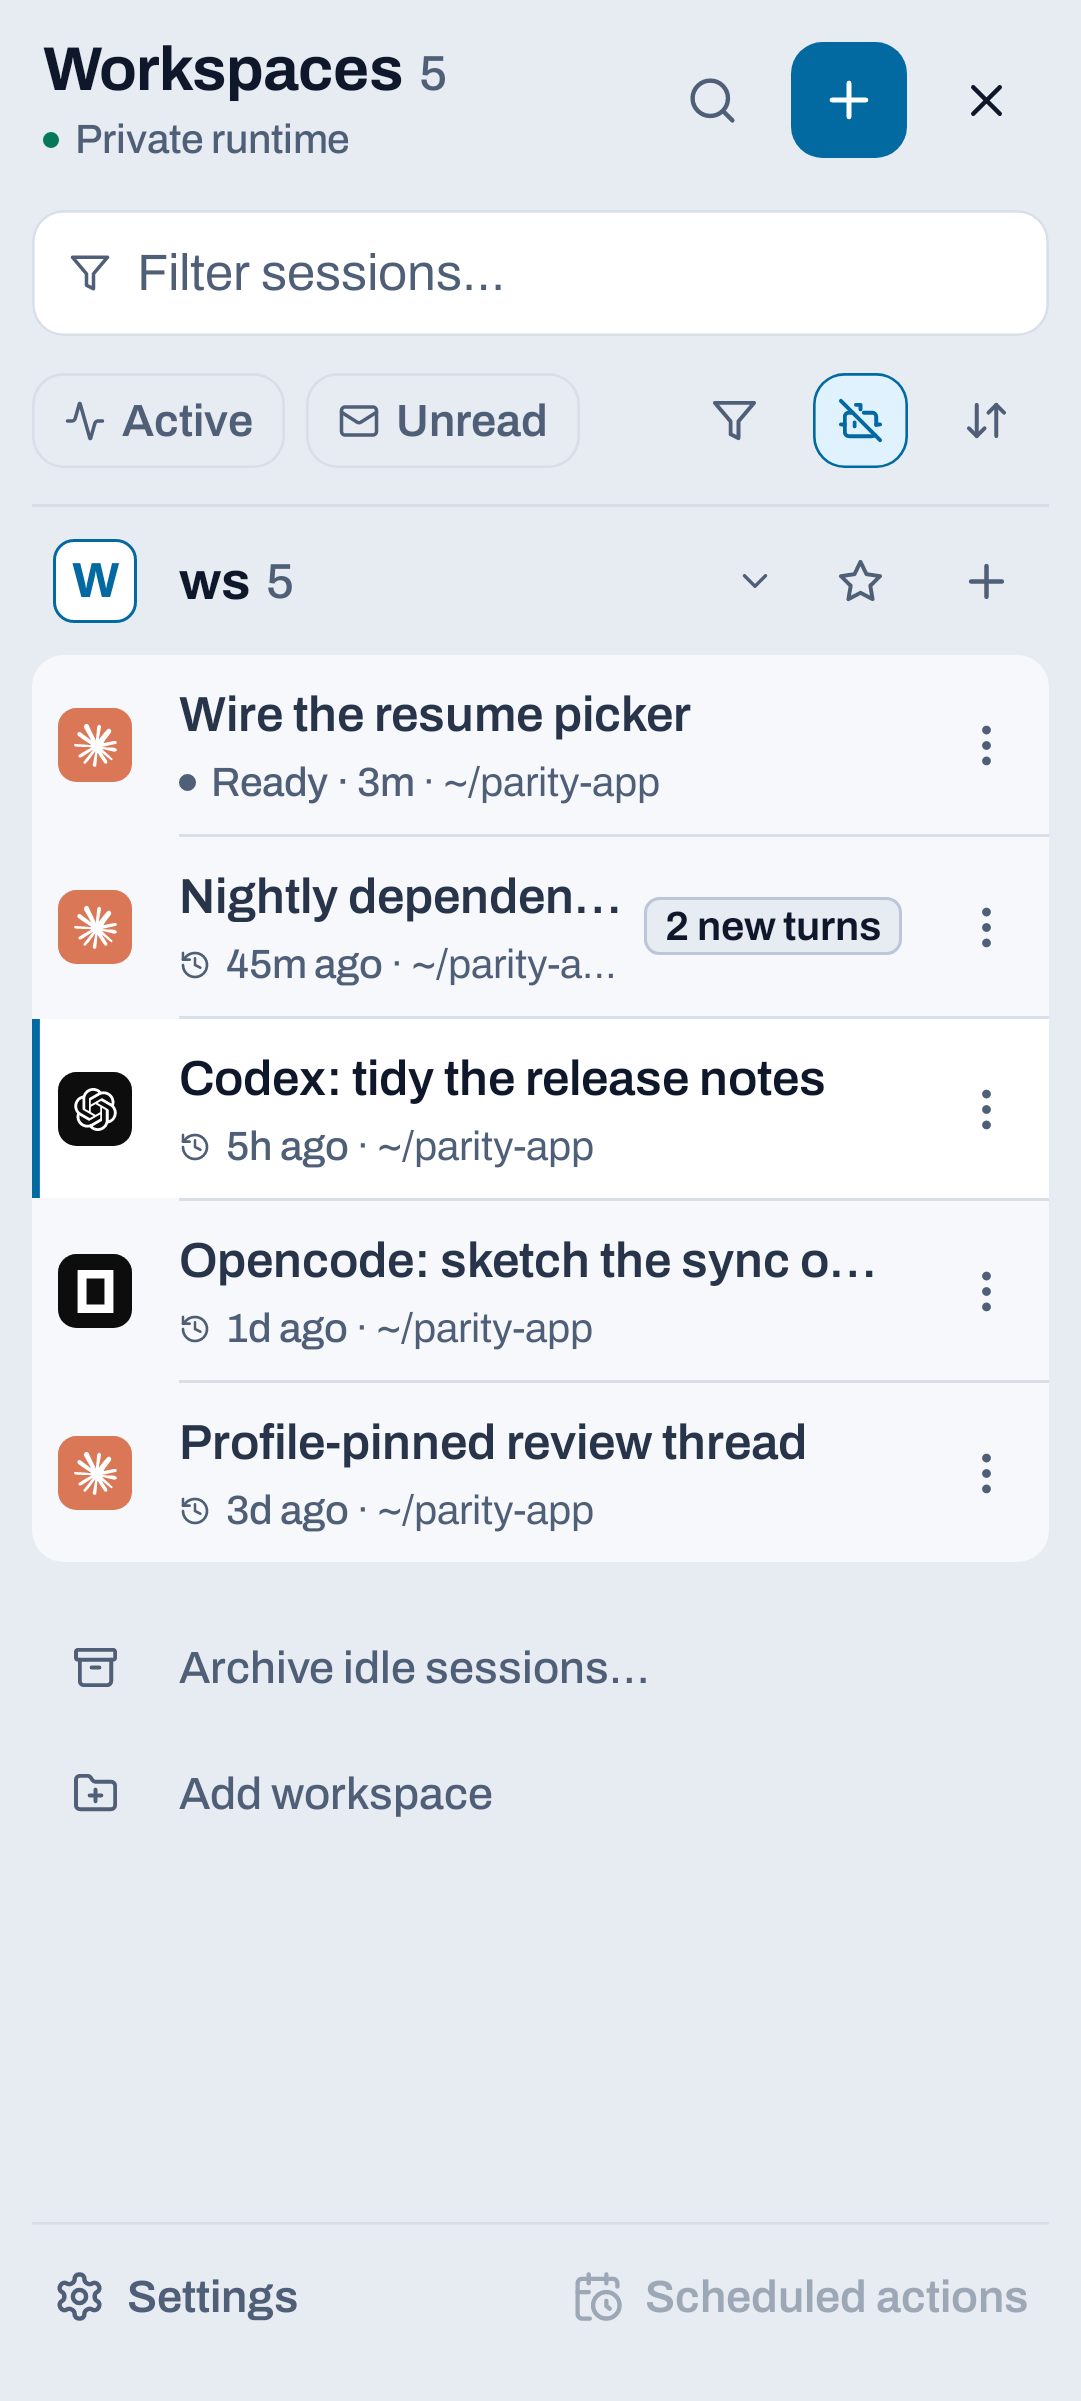 Workspaces 5
Private runtime
Filter sessions...
Active
Unread
W
ws 5
Wire the resume picker
Ready · 3m · ~/parity-app
Nightly dependen...
2 new turns
45m ago · ~/parity-a...
Codex: tidy the release notes
5h ago · ~/parity-app
Opencode: sketch the sync o...
1d ago · ~/parity-app
Profile-pinned review thread
3d ago · ~/parity-app
Archive idle sessions...
Add workspace
Settings
Scheduled actions